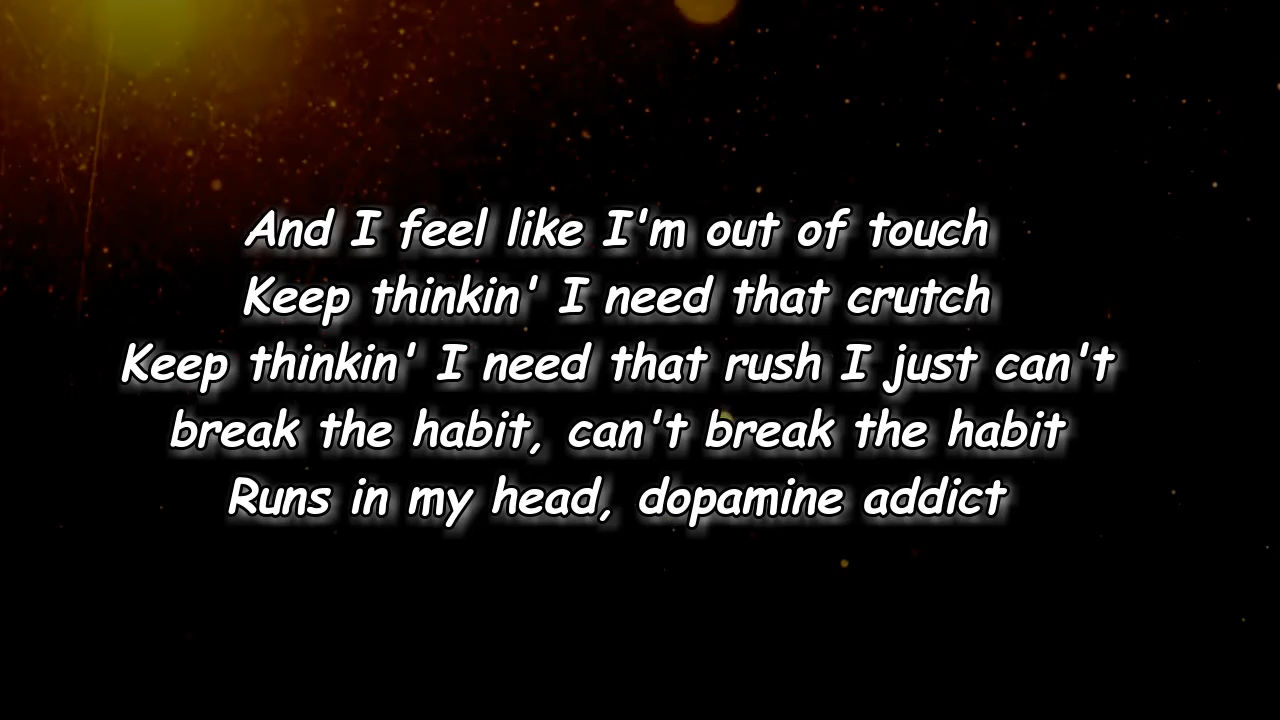 And I feel like I'm out of touch
Keep thinkin' I need that crutch
Keep thinkin' I need that rush I just can't
break the habit, can't break the habit
Runs in my head, dopamine addict